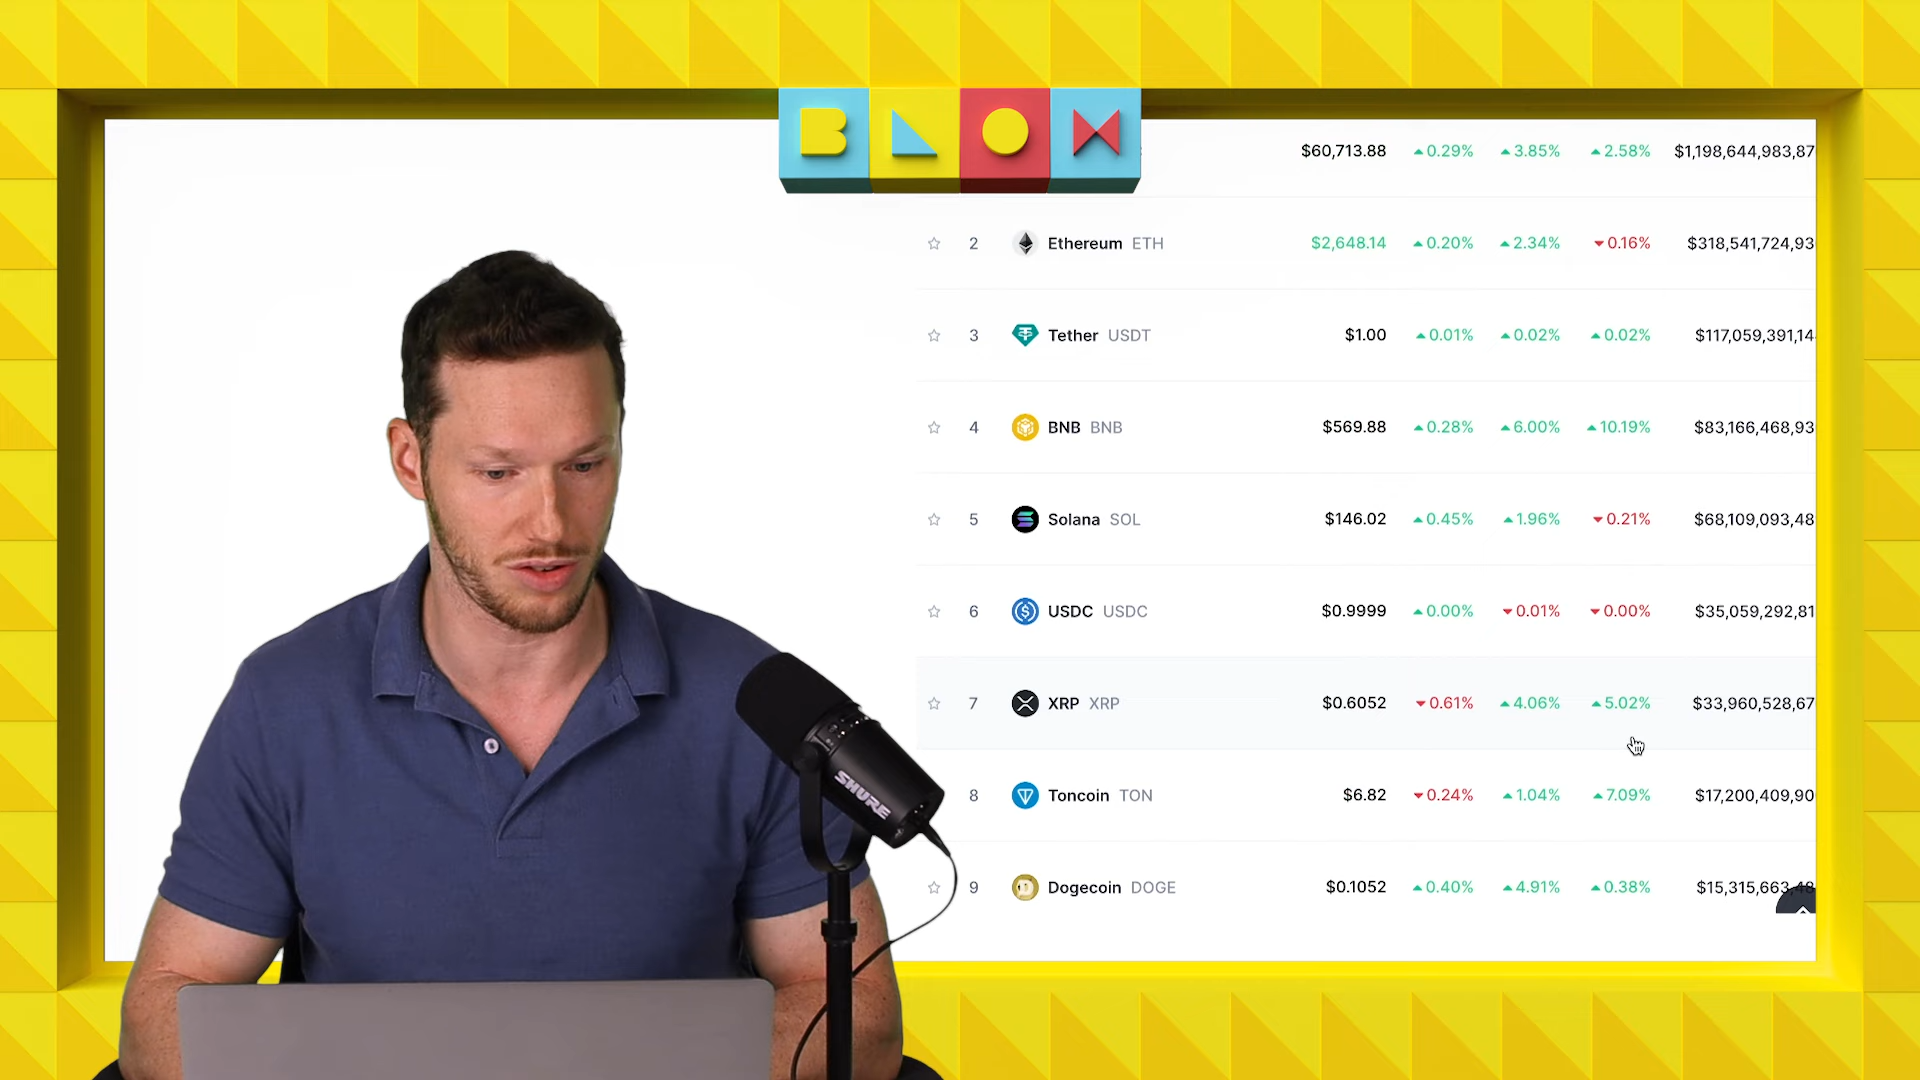 BLOX
$60,713.88 0.29% 3.85% 2.58% $1,198,644,983,87
2 Ethereum ETH $2,648.14 0.20% 2.34% 0.16% $318,541,724,93
3 Tether USDT $1.00 0.01% 0.02% 0.02% $117,059,391,14
4 BNB BNB $569.88 0.28% 6.00% 10.19% $83,166,468,93
5 Solana SOL $146.02 0.45% 1.96% 0.21% $68,109,093,48
6 USDC USDC $0.9999 0.00% 0.01% 0.00% $35,059,292,81
7 XRP XRP $0.6052 0.61% 4.06% 5.02% $33,960,528,67
8 Toncoin TON $6.82 0.24% 1.04% 7.09% $17,200,409,90
9 Dogecoin DOGE $0.1052 0.40% 4.91% 0.38% $15,315,663,48
SHURE